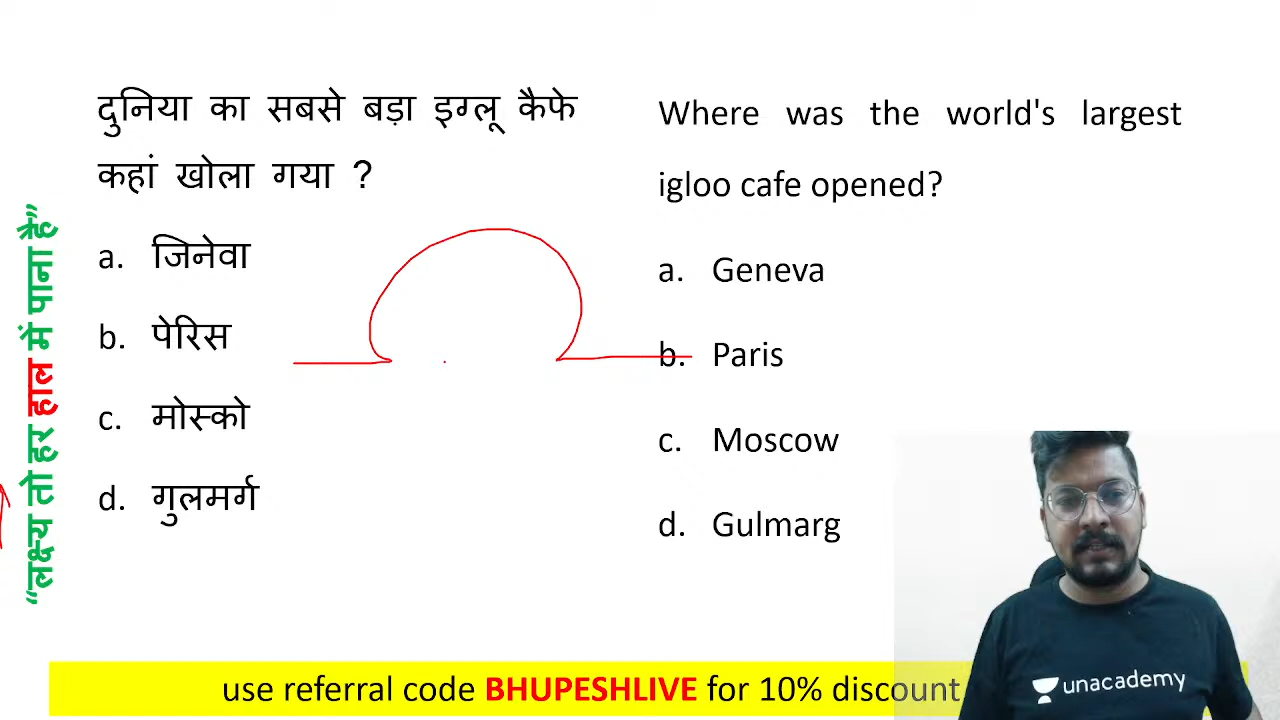 दुनिया का सबसे बड़ा इग्लू कैफे
कहां खोला गया ?
a. जिनेवा
b. पेरिस
c. मोस्को
d. गुलमर्ग
Where was the world's largest
igloo cafe opened?
a. Geneva
b. Paris
c. Moscow
d. Gulmarg
“लक्ष्य तो हर हाल में पाना है”
use referral code BHUPESHLIVE for 10% discount
unacademy